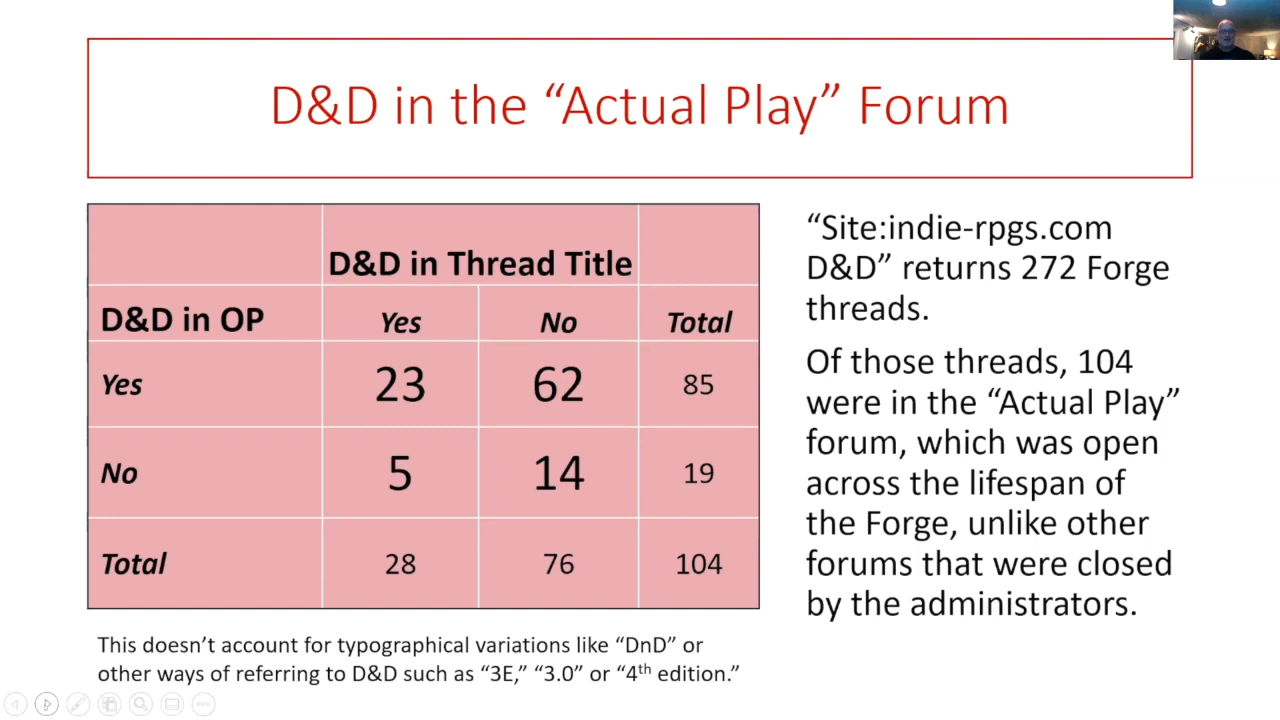 D&D in the “Actual Play” Forum
D&D in Thread Title
D&D in OP Yes No Total
Yes 23 62 85
No 5 14 19
Total 28 76 104
This doesn’t account for typographical variations like “DnD” or
other ways of referring to D&D such as “3E,” “3.0” or “4th edition.”
“Site:indie-rpgs.com
D&D” returns 272 Forge
threads.
Of those threads, 104
were in the “Actual Play”
forum, which was open
across the lifespan of
the Forge, unlike other
forums that were closed
by the administrators.